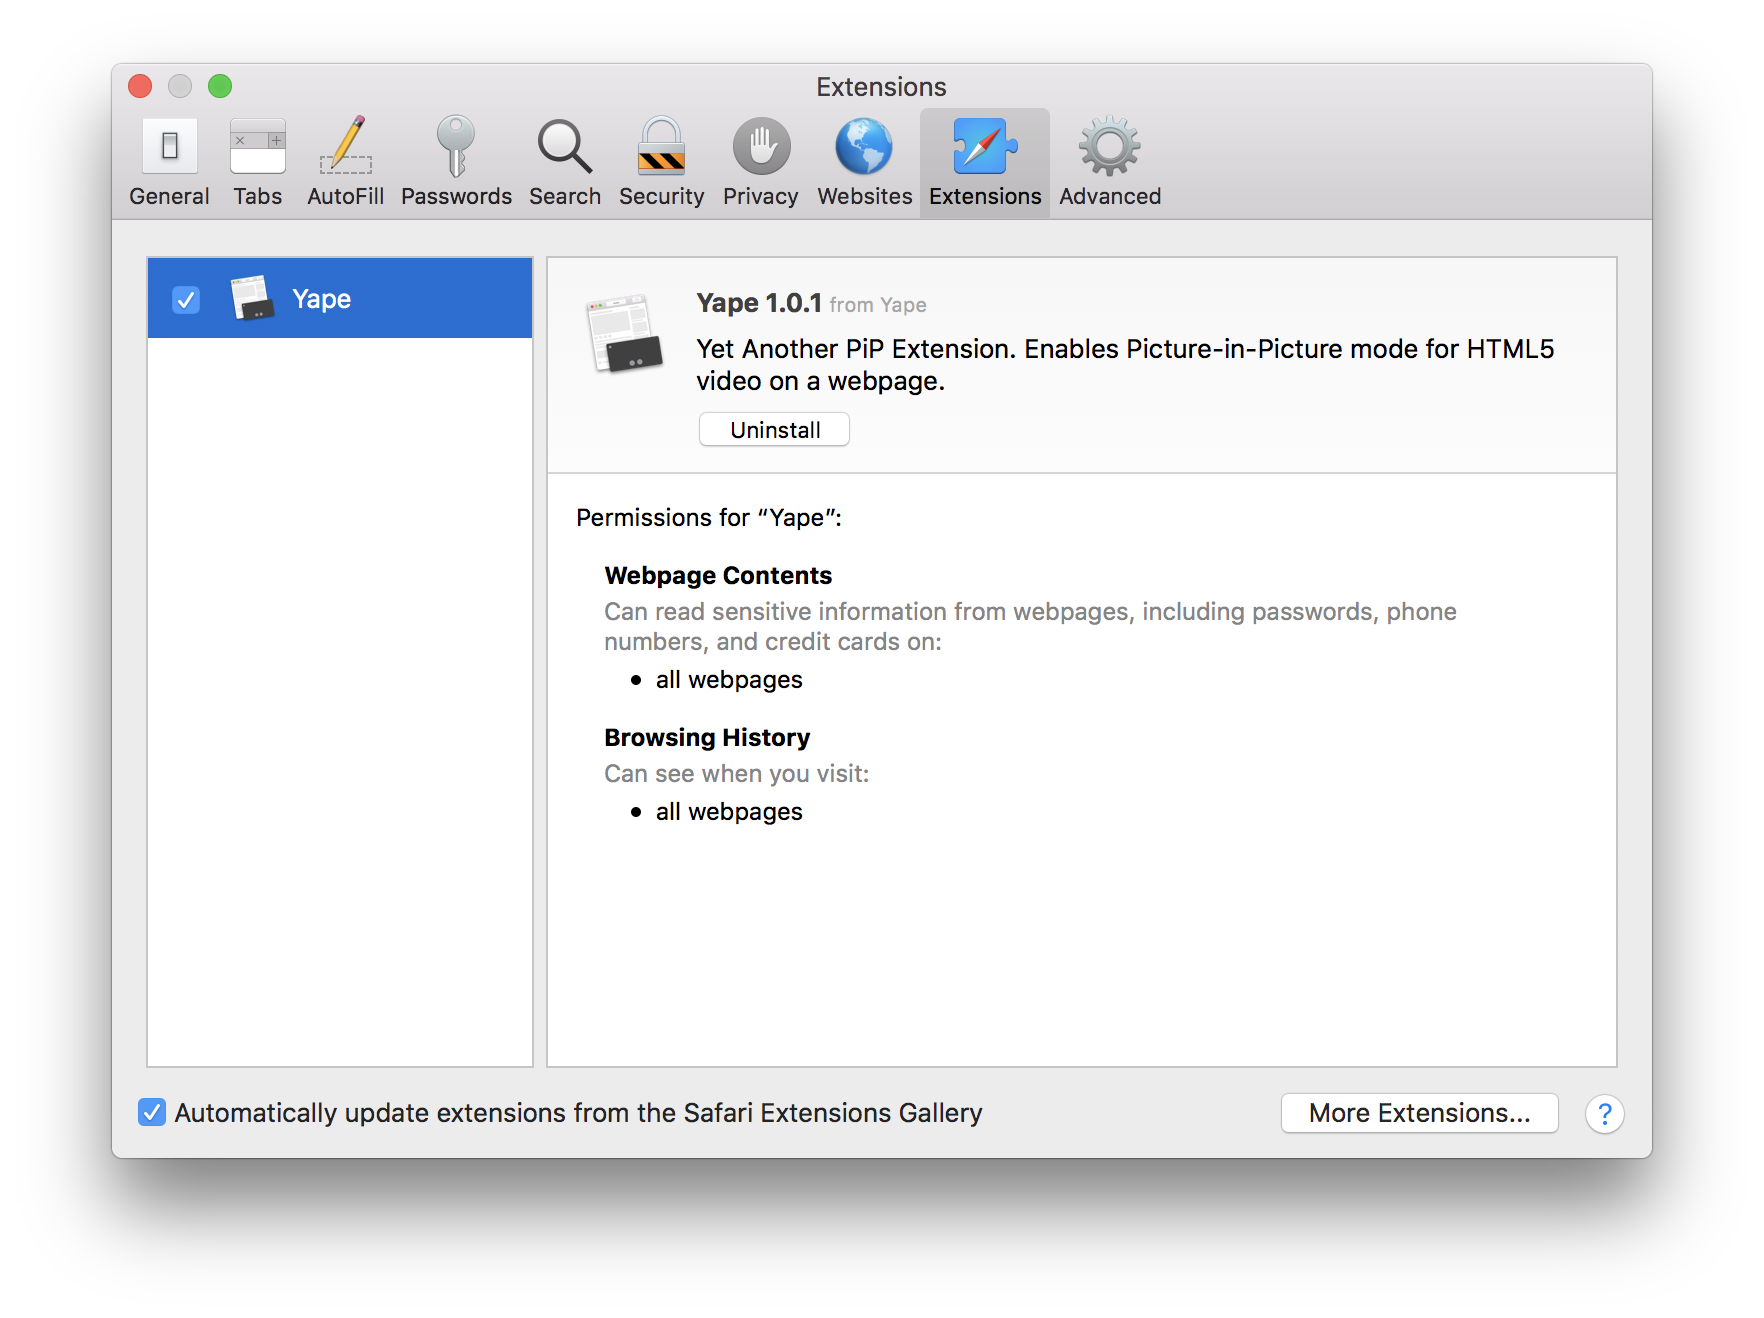 Extensions
General Tabs AutoFill Passwords Search Security Privacy Websites Extensions Advanced
Yape
Yape 1.0.1 from Yape
Yet Another PiP Extension. Enables Picture-in-Picture mode for HTML5
video on a webpage.
Uninstall
Permissions for “Yape”:
Webpage Contents
Can read sensitive information from webpages, including passwords, phone
numbers, and credit cards on:
• all webpages
Browsing History
Can see when you visit:
• all webpages
Automatically update extensions from the Safari Extensions Gallery
More Extensions...
?